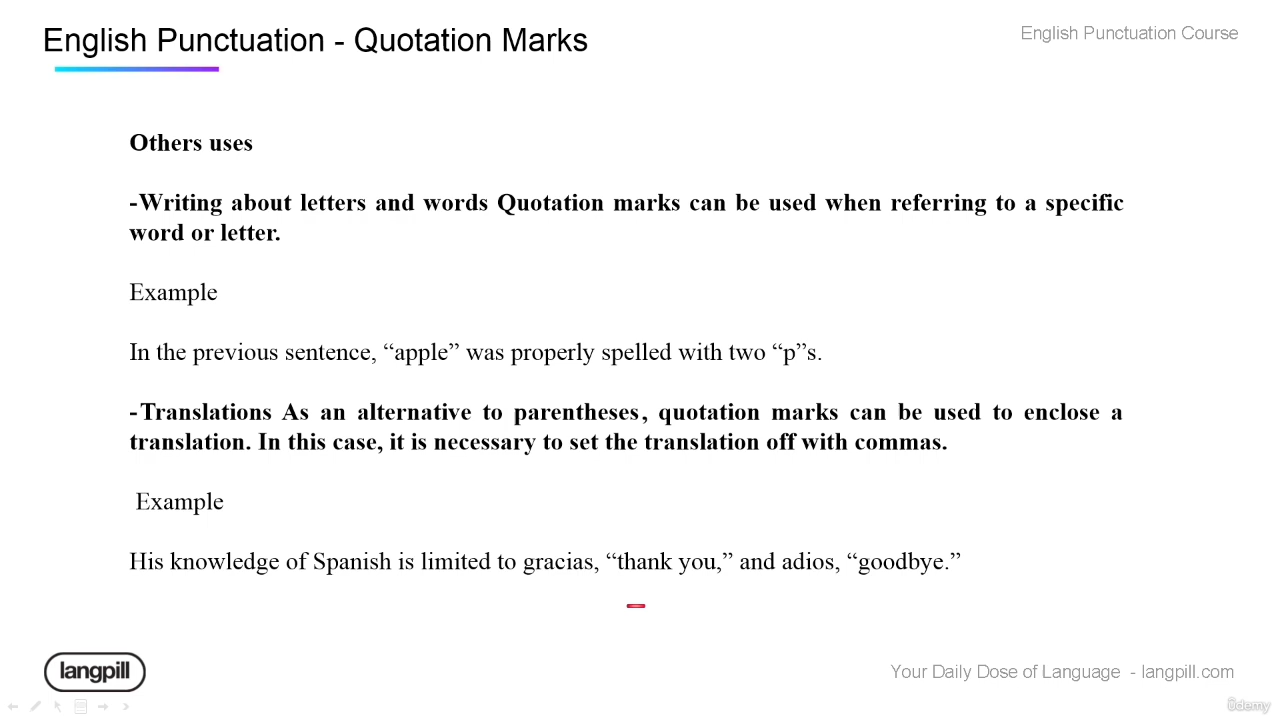 English Punctuation - Quotation Marks
English Punctuation Course
Others uses
-Writing about letters and words Quotation marks can be used when referring to a specific
word or letter.
Example
In the previous sentence, “apple” was properly spelled with two “p”s.
-Translations As an alternative to parentheses, quotation marks can be used to enclose a
translation. In this case, it is necessary to set the translation off with commas.
Example
His knowledge of Spanish is limited to gracias, “thank you,” and adios, “goodbye.”
langpill
Your Daily Dose of Language - langpill.com
ûdemy